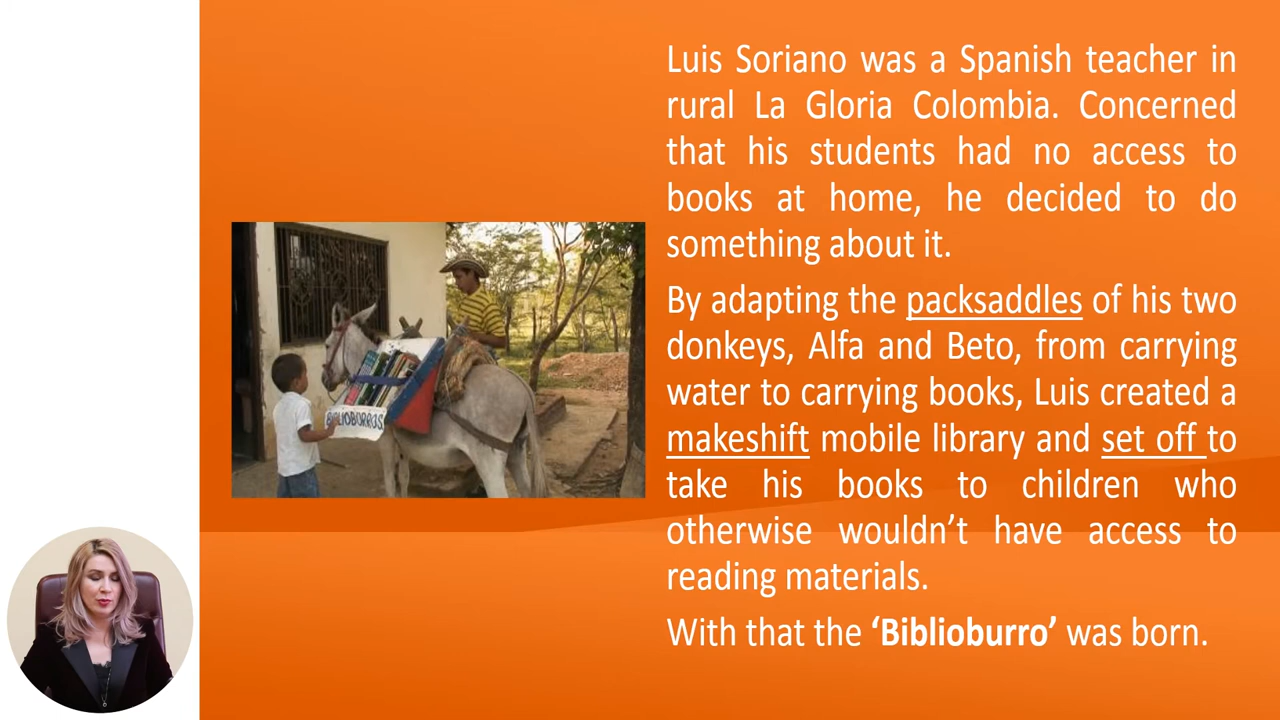 Luis Soriano was a Spanish teacher in
rural La Gloria Colombia. Concerned
that his students had no access to
books at home, he decided to do
something about it.
By adapting the packsaddles of his two
donkeys, Alfa and Beto, from carrying
water to carrying books, Luis created a
makeshift mobile library and set off to
take his books to children who
otherwise wouldn’t have access to
reading materials.
With that the ‘Biblioburro’ was born.
BIBLIOBURROS